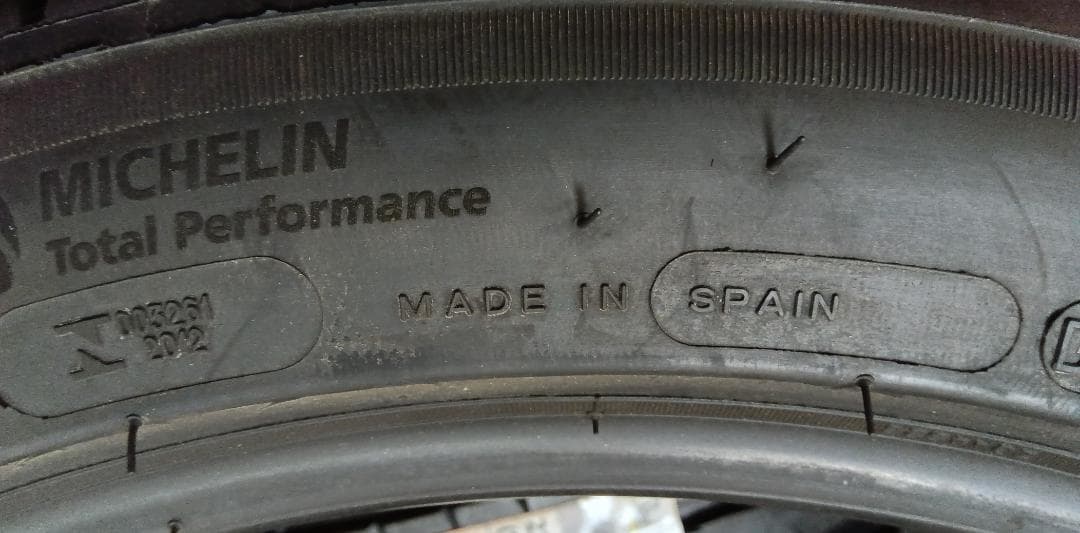 MICHELIN
Total Performance
MADE IN SPAIN
003261
2012